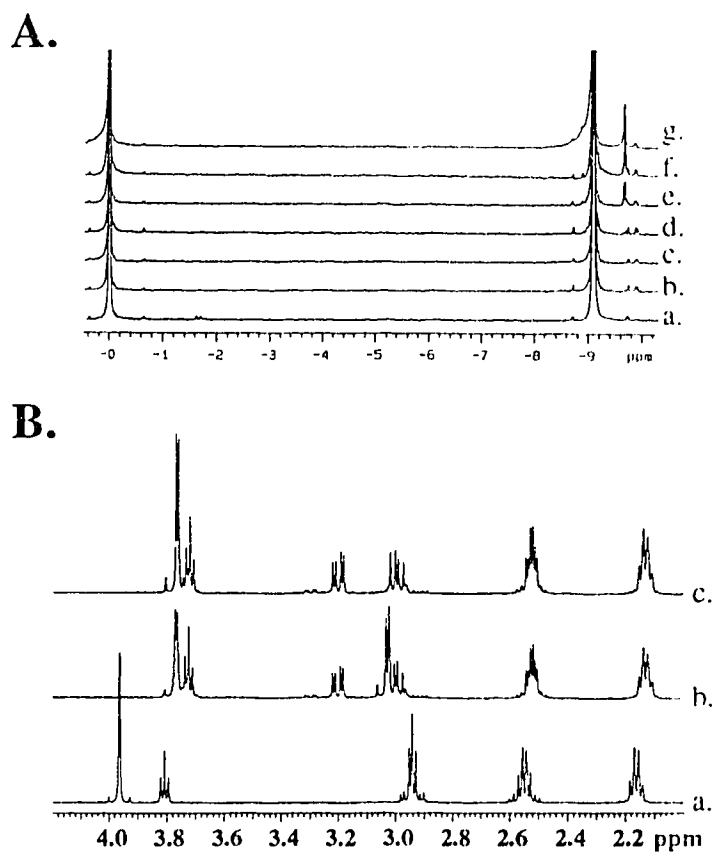 A.
g.
f.
e.
d.
c.
b.
a.
-0 -1 -2 -3 -4 -5 -6 -7 -8 -9 ppm
B.
c.
b.
a.
4.0 3.8 3.6 3.4 3.2 3.0 2.8 2.6 2.4 2.2 ppm